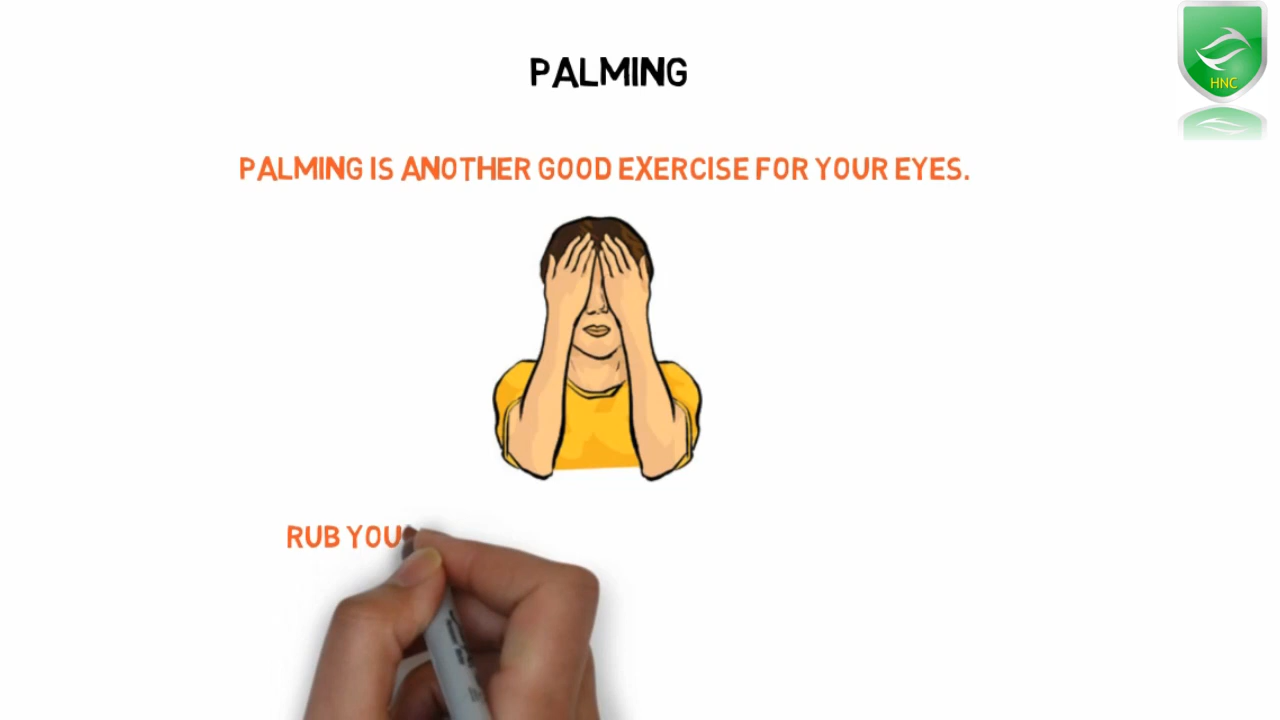 PALMING
HNC
PALMING IS ANOTHER GOOD EXERCISE FOR YOUR EYES.
RUB YOU